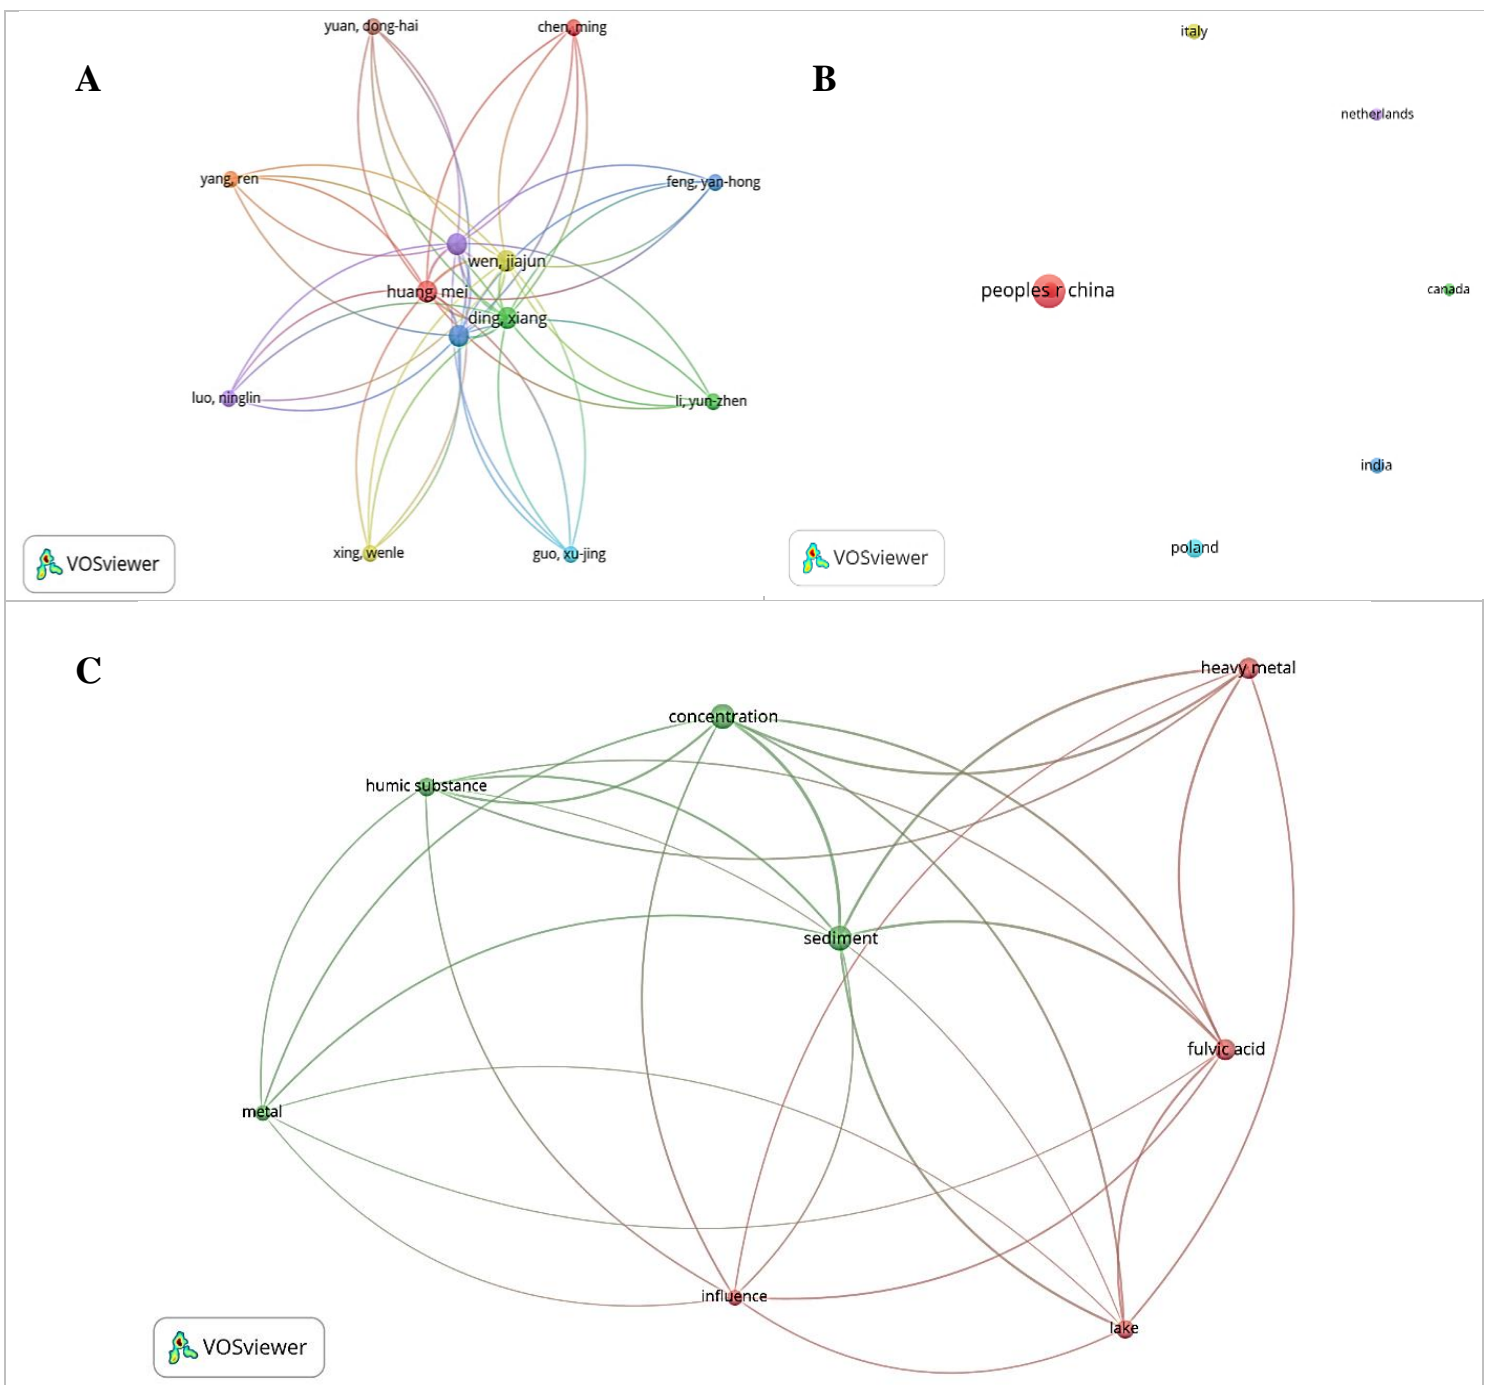 A
yuan, dong-hai
chen, ming
yang, ren
feng, yan-hong
wen, jiajun
huang, mei
ding, xiang
luo, ninglin
li, yun-zhen
xing, wenle
guo, xu-jing
VOSviewer
B
italy
netherlands
peoples r china
canada
india
poland
VOSviewer
C
heavy metal
concentration
humic substance
sediment
fulvic acid
metal
influence
lake
VOSviewer